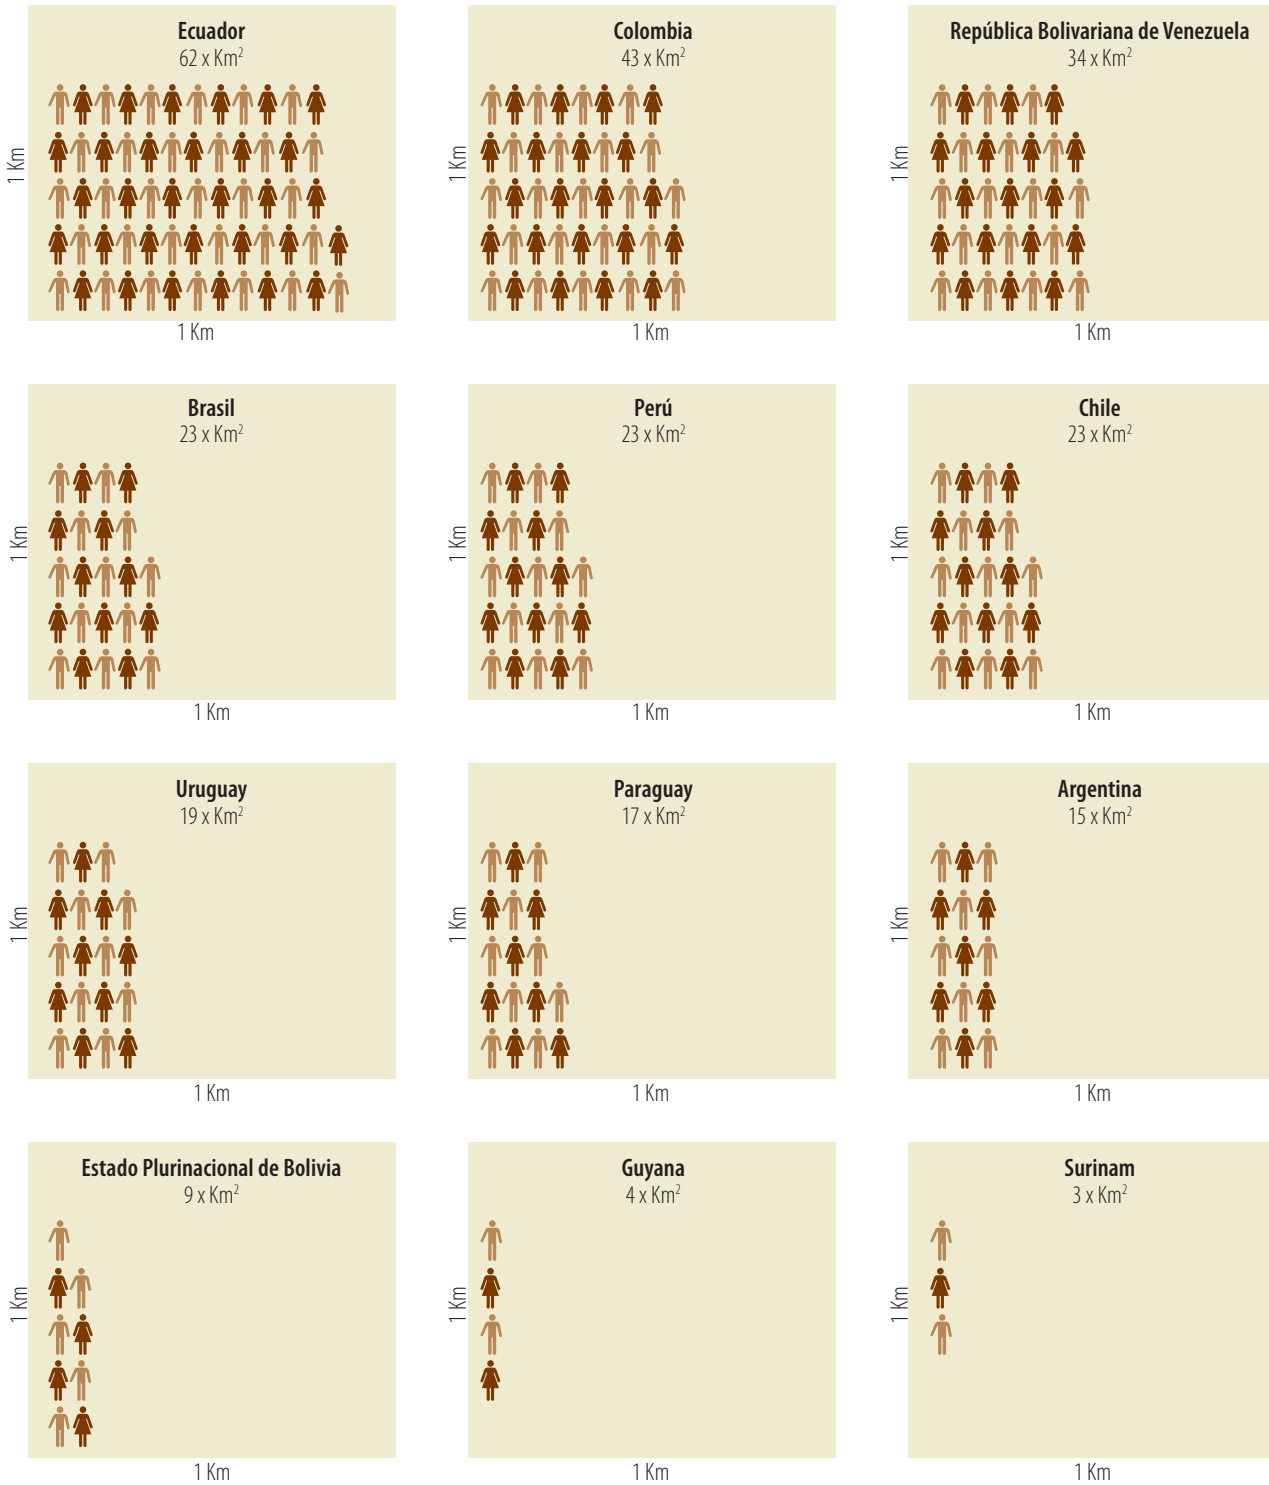 Ecuador
62 x Km²
1 Km
1 Km
Colombia
43 x Km²
1 Km
1 Km
República Bolivariana de Venezuela
34 x Km²
1 Km
1 Km
Brasil
23 x Km²
1 Km
1 Km
Perú
23 x Km²
1 Km
1 Km
Chile
23 x Km²
1 Km
1 Km
Uruguay
19 x Km²
1 Km
1 Km
Paraguay
17 x Km²
1 Km
1 Km
Argentina
15 x Km²
1 Km
1 Km
Estado Plurinacional de Bolivia
9 x Km²
1 Km
1 Km
Guyana
4 x Km²
1 Km
1 Km
Surinam
3 x Km²
1 Km
1 Km